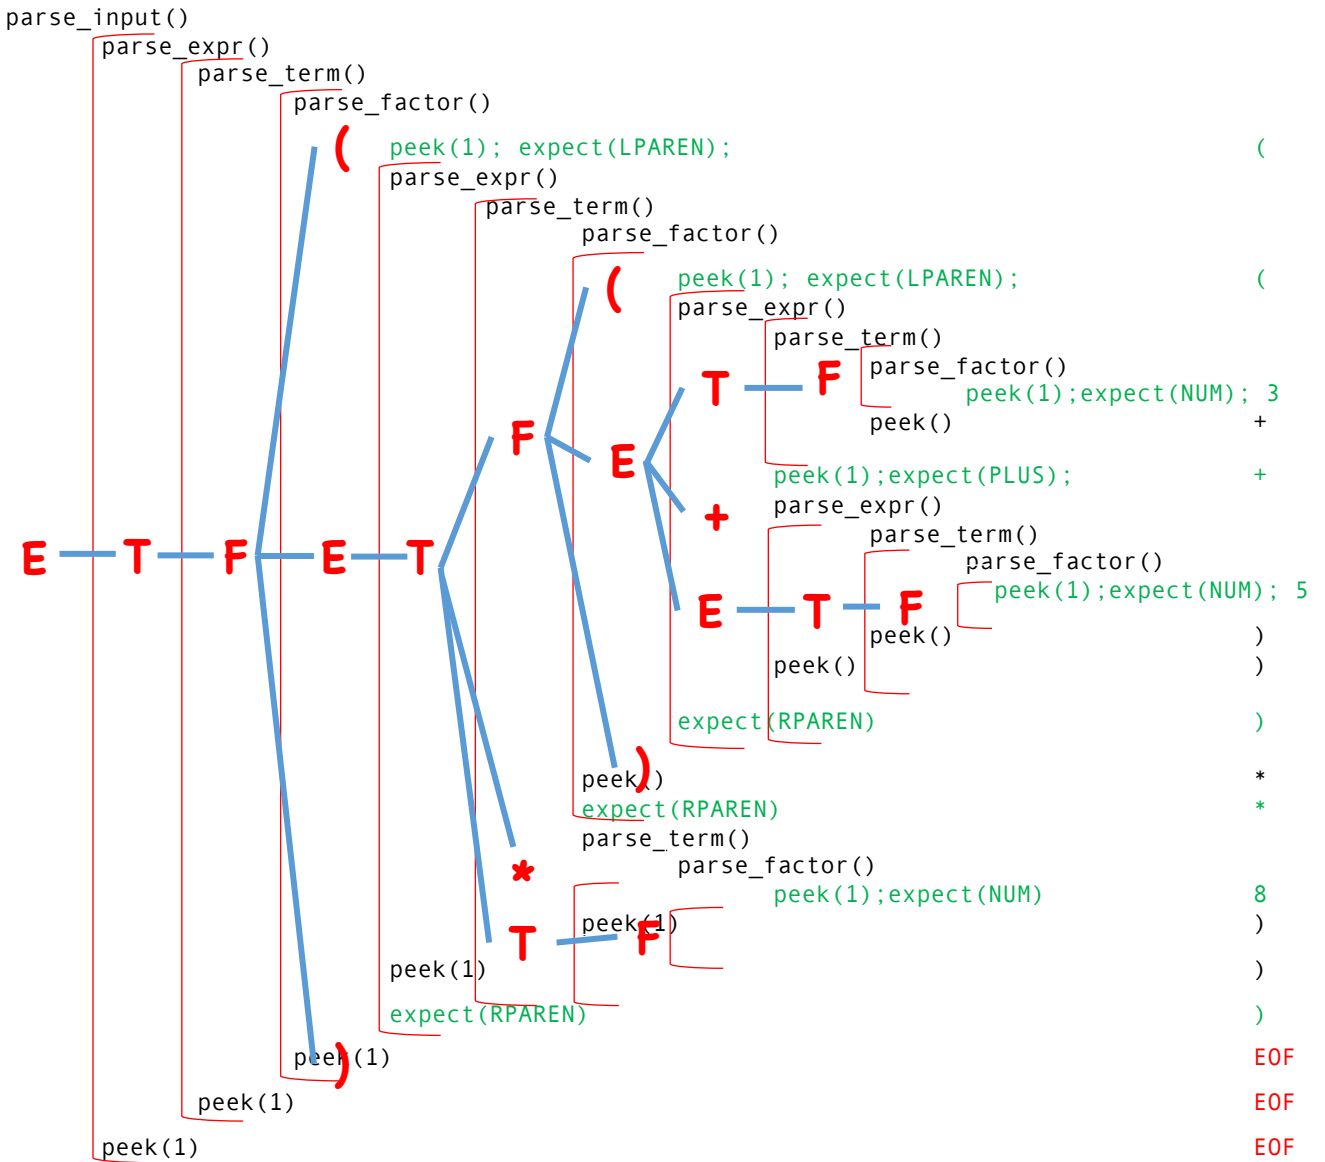 parse_input()
parse_expr()
parse_term()
parse_factor()
( peek(1); expect(LPAREN); (
parse_expr()
parse_term()
parse_factor()
( peek(1); expect(LPAREN); (
parse_expr()
parse_term()
parse_factor()
T F peek(1);expect(NUM); 3
peek() +
F E
peek(1);expect(PLUS); +
+ parse_expr()
parse_term()
E T F E T parse_factor()
peek(1);expect(NUM); 5
E T F
peek() )
peek() )
expect(RPAREN) )
peek() *
)
expect(RPAREN) *
parse_term()
* parse_factor()
peek(1);expect(NUM) 8
peek(1) )
T F
peek(1) )
expect(RPAREN) )
peek(1) EOF
)
peek(1) EOF
peek(1) EOF